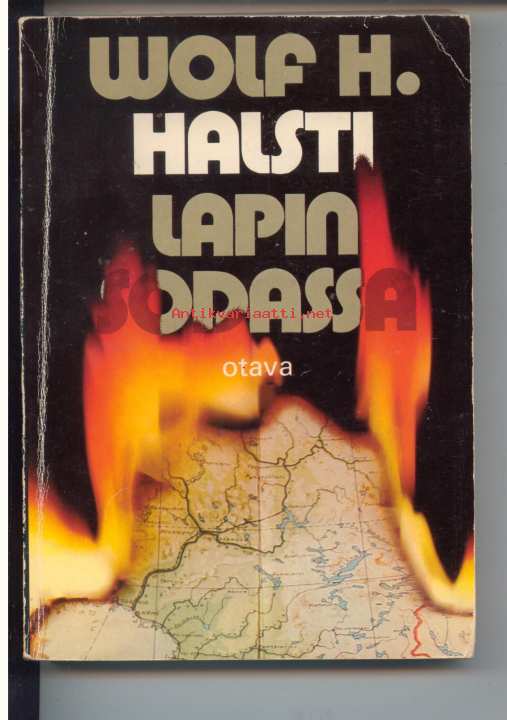 WOLF H.
HALSTI
LAPIN
SODASSA
Antikvariaatti.net
otava